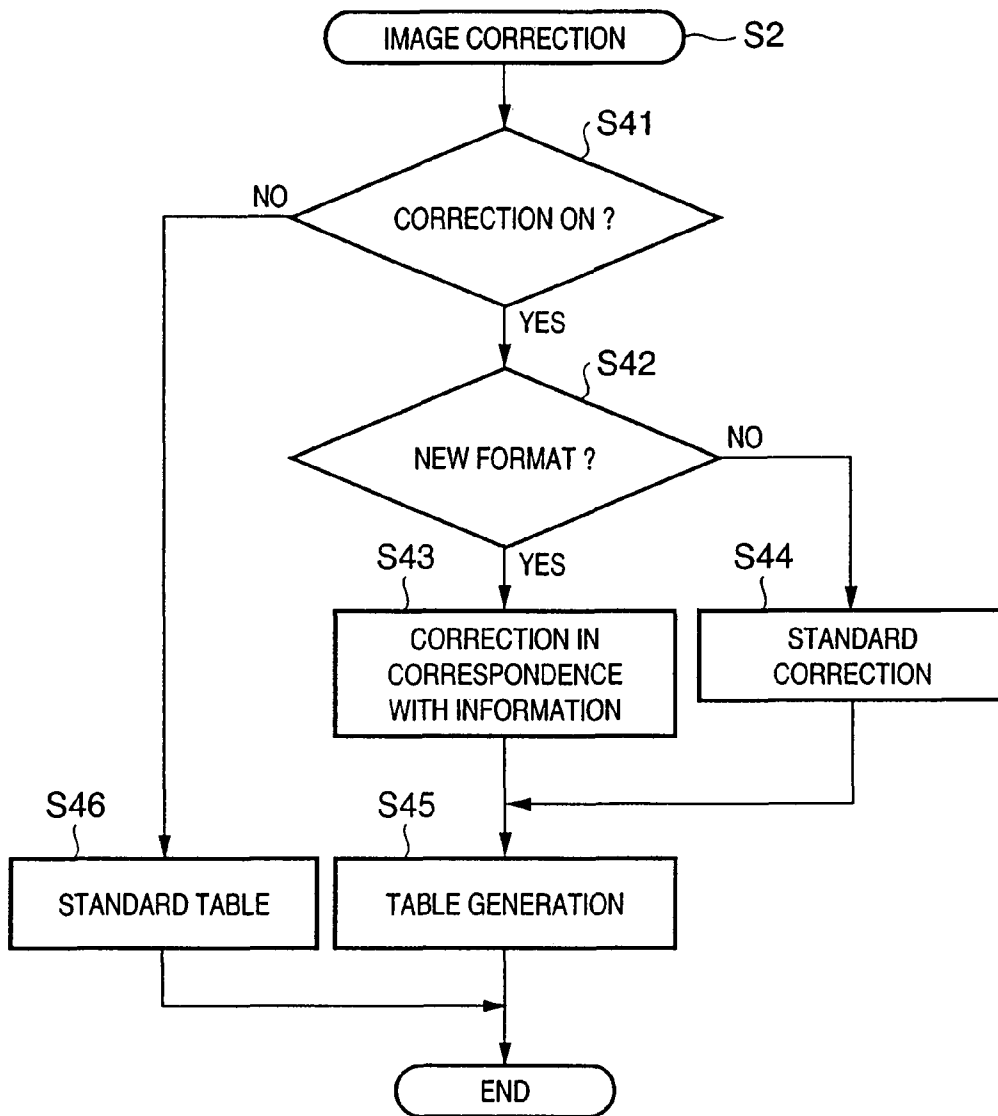 IMAGE CORRECTION
S2
S41
NO
CORRECTION ON ?
YES
S42
NO
NEW FORMAT ?
S43
YES
S44
CORRECTION IN
CORRESPONDENCE
WITH INFORMATION
STANDARD
CORRECTION
S46
S45
STANDARD TABLE
TABLE GENERATION
END